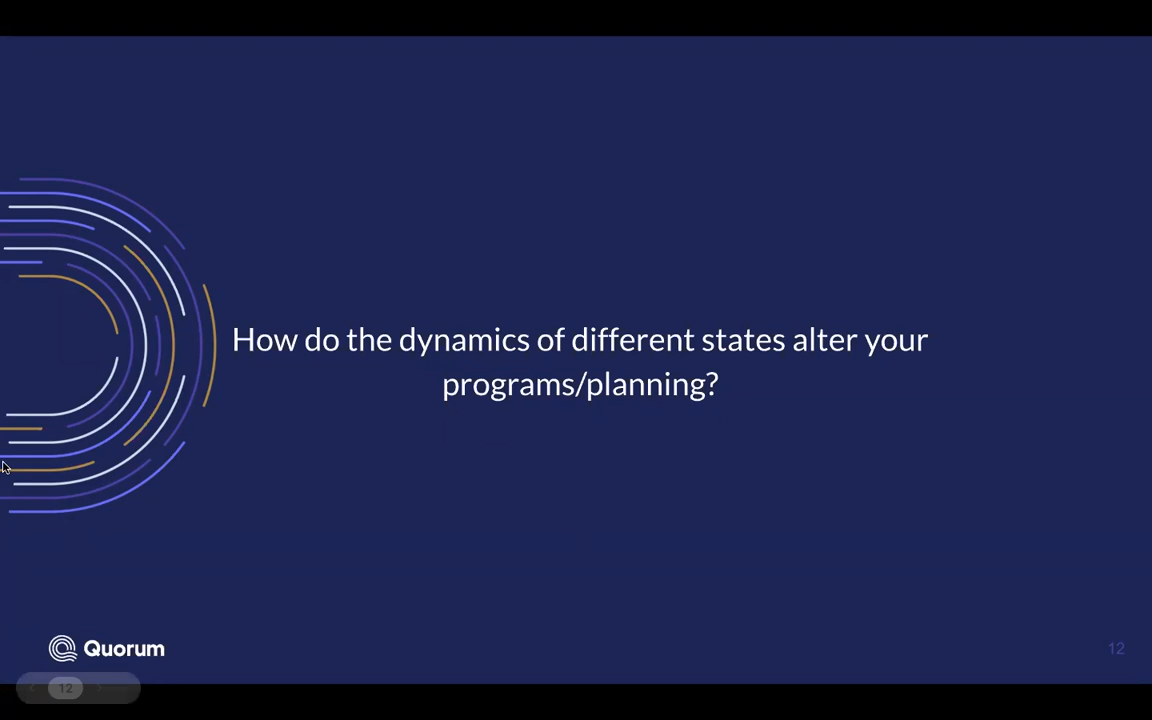 How do the dynamics of different states alter your
programs/planning?
Quorum
12
12